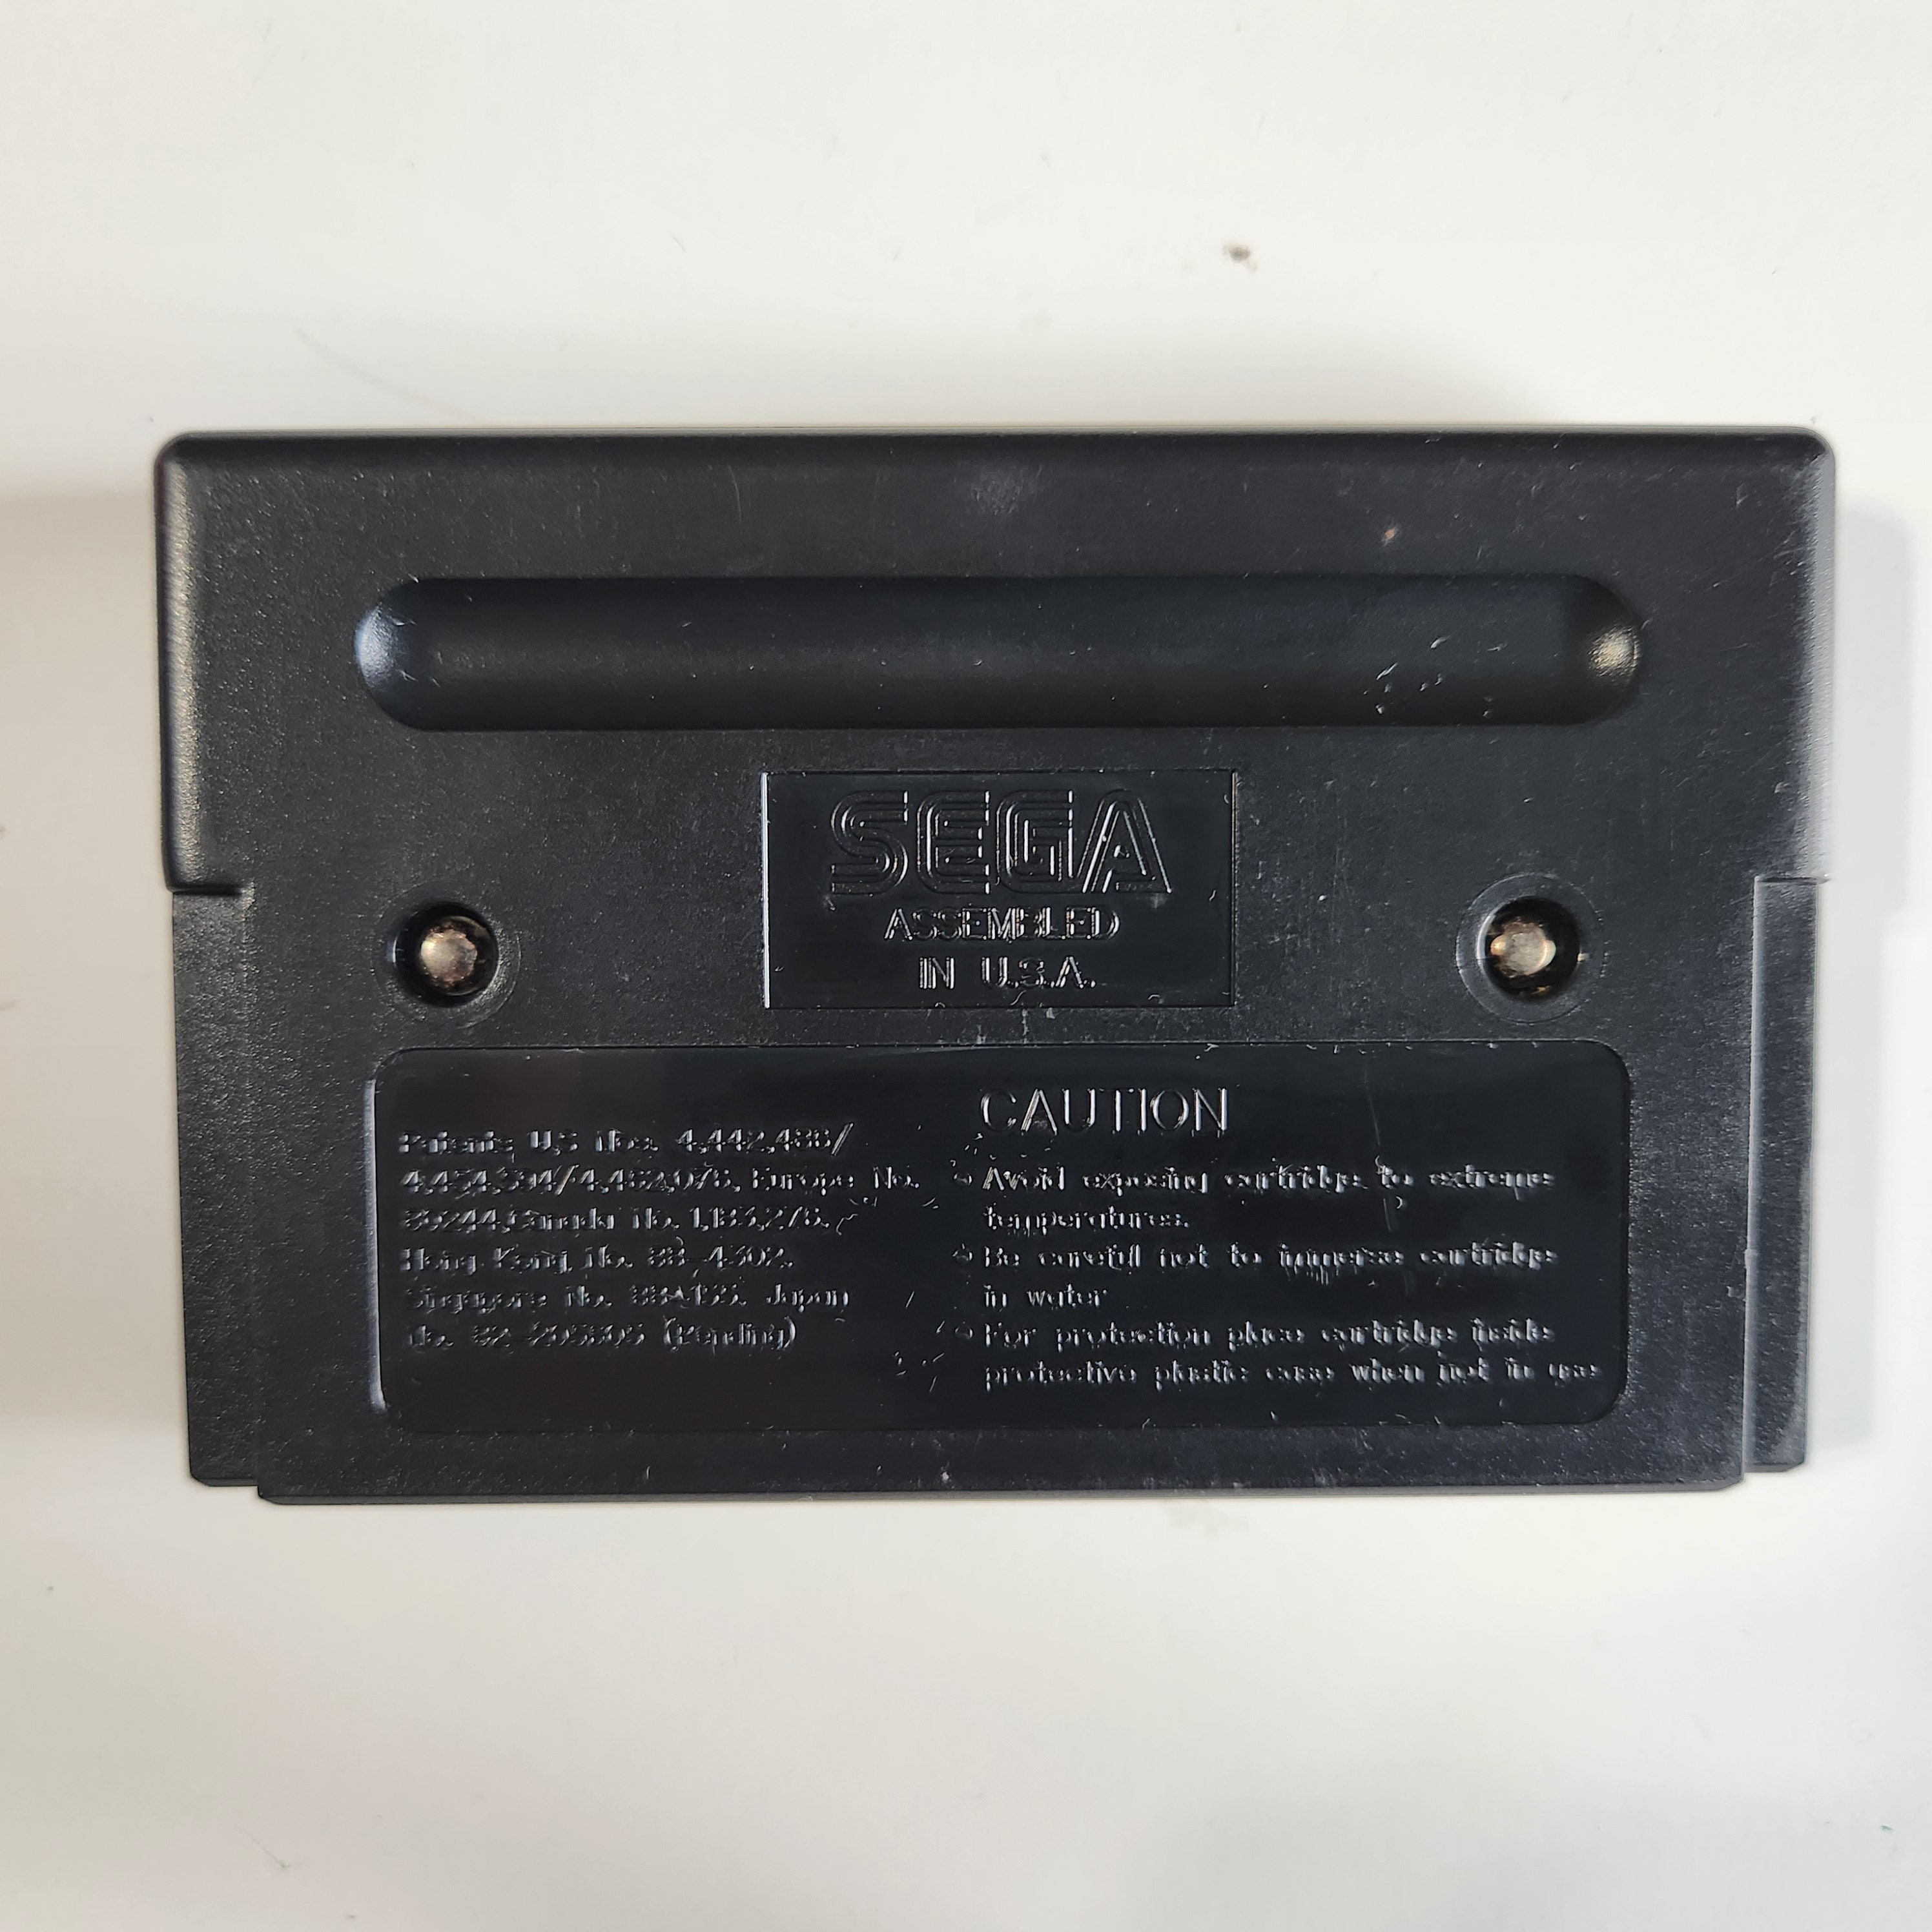 SEGA
ASSEMBLED
IN U.S.A.
Patents: U.S Nos. 4,442,486/
4,454,594/4,462,076, Europe No.
80244, Canada No. 1,183,276.
Hong Kong No. 88-4302.
Singapore No. 88-155. Japan
No. 82-205605 (Pending)
CAUTION
Avoid exposing cartridge to extreme
temperatures.
Be careful not to immerse cartridge
in water
For protection place cartridge inside
protective plastic case when not in use